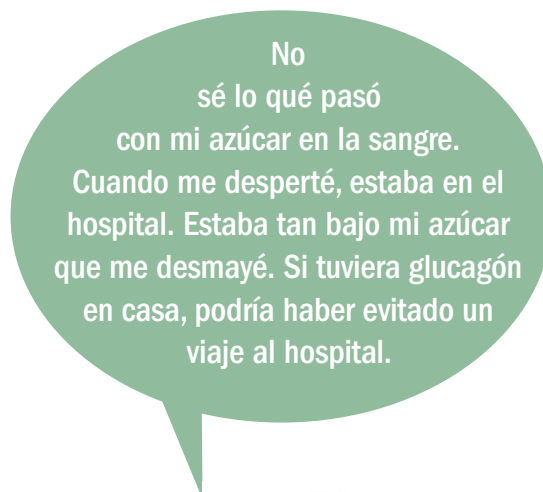 No
sé lo qué pasó
con mi azúcar en la sangre.
Cuando me desperté, estaba en el
hospital. Estaba tan bajo mi azúcar
que me desmayé. Si tuviera glucagón
en casa, podría haber evitado un
viaje al hospital.